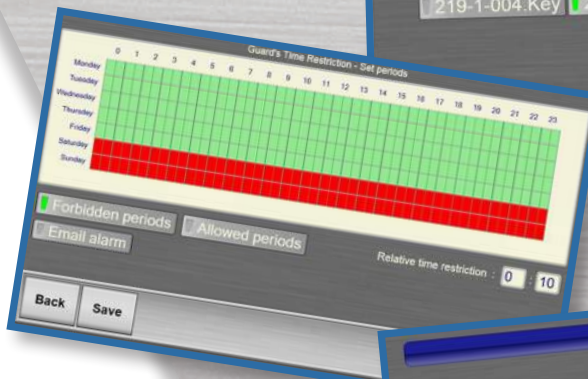 219-1-004.Key
Guard's Time Restriction - Set periods
0 1 2 3 4 5 6 7 8 9 10 11 12 13 14 15 16 17 18 19 20 21 22 23
Monday
Tuesday
Wednesday
Thursday
Friday
Saturday
Sunday
Forbidden periods Allowed periods
Email alarm
Relative time restriction : 0 : 10
Back Save